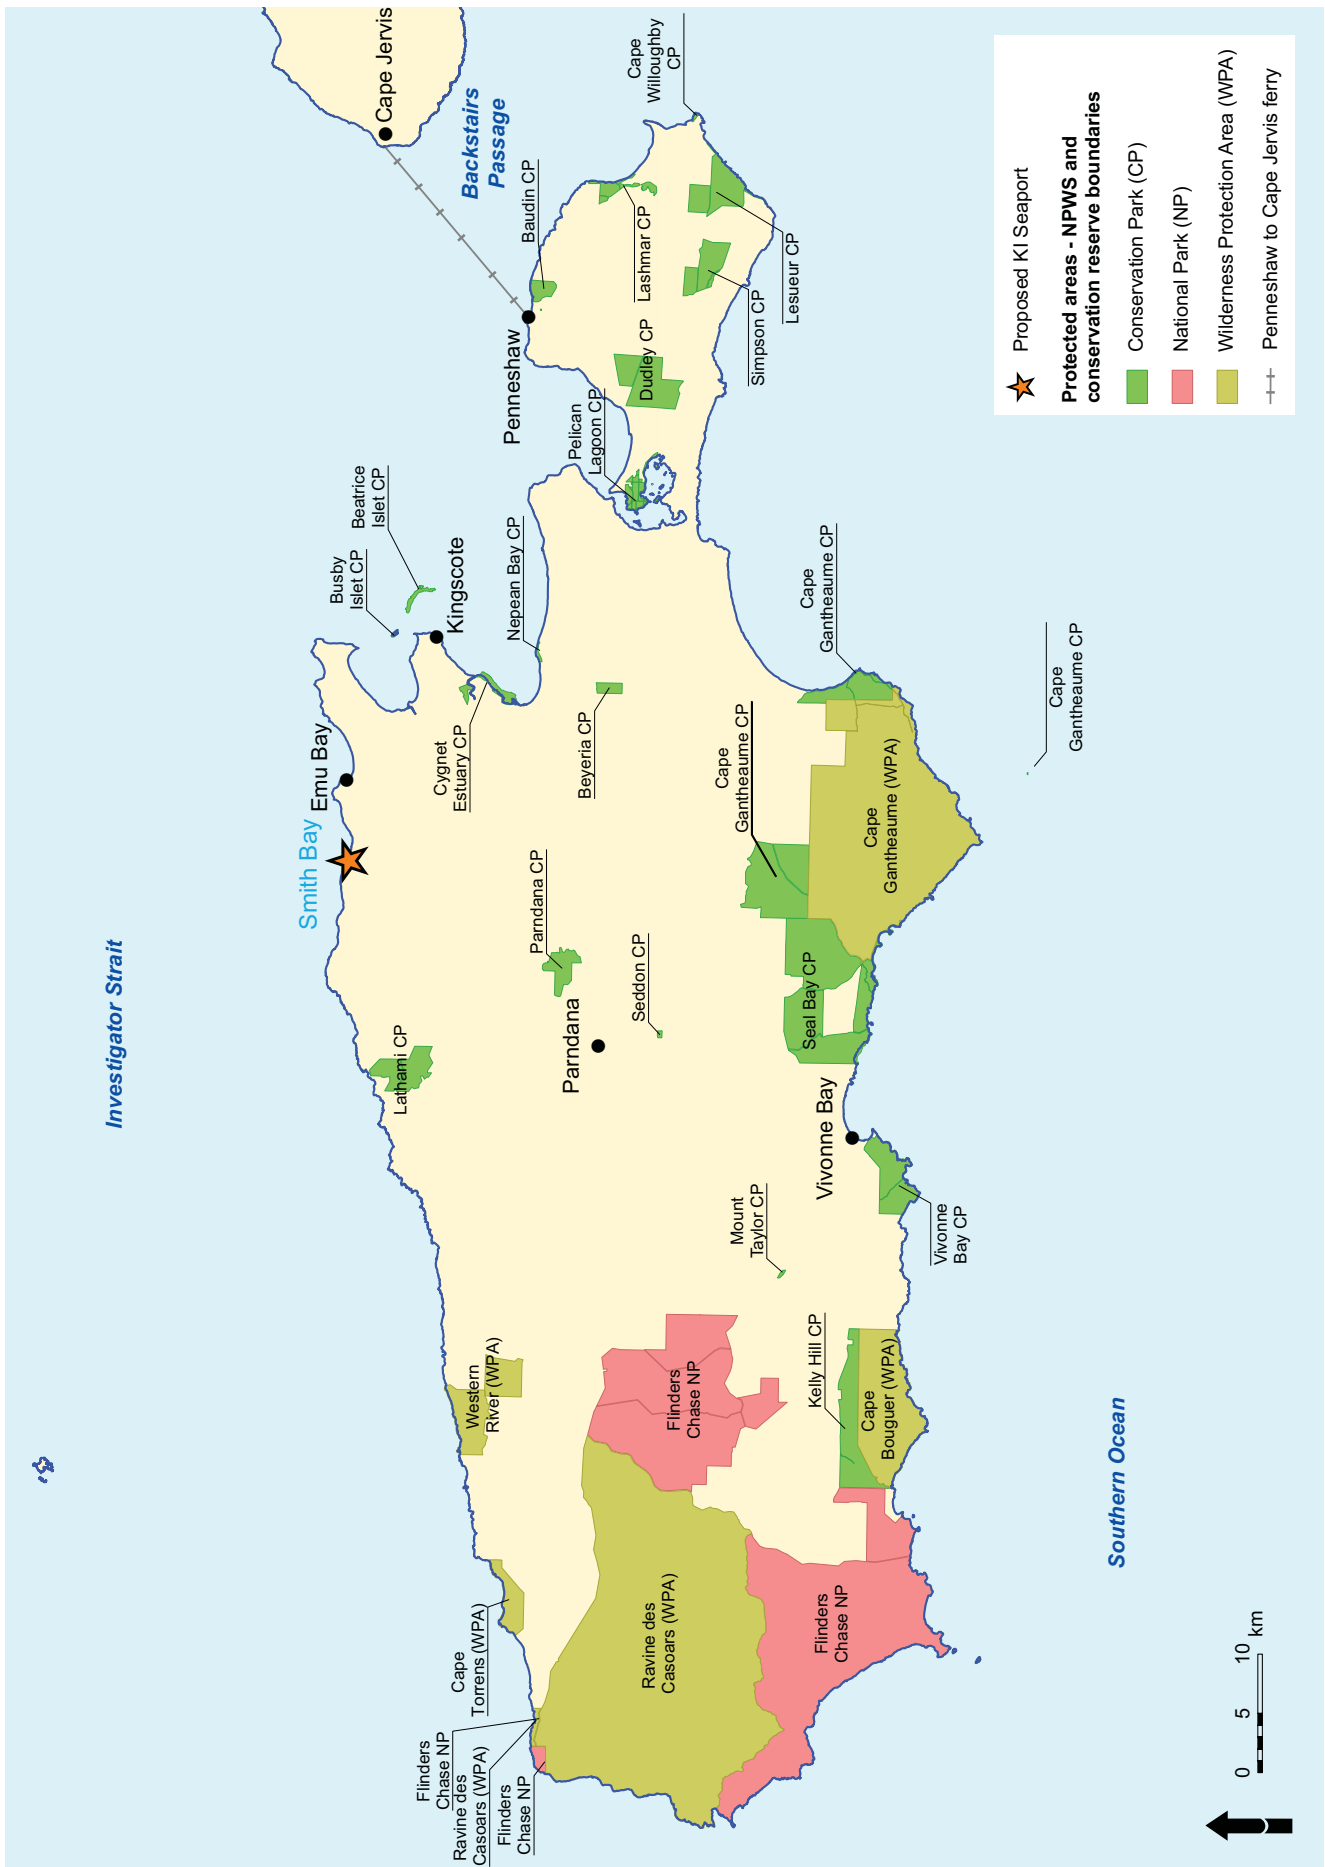 Investigator Strait
Smith Bay
Emu Bay
Busby
Islet CP
Beatrice
Islet CP
Kingscote
Cape Jervis
Backstairs
Passage
Baudin CP
Penneshaw
Cape
Willoughby
CP
Lashmar CP
Dudley CP
Pelican
Lagoon CP
Simpson CP
Lesueur CP
Nepean Bay CP
Cygnet
Estuary CP
Beyeria CP
Lathami CP
Parndana CP
Parndana
Seddon CP
Cape
Gantheaume CP
Cape
Gantheaume CP
Cape
Gantheaume CP
Cape
Gantheaume (WPA)
Seal Bay CP
Vivonne Bay
Vivonne
Bay CP
Mount
Taylor CP
Western
River (WPA)
Flinders
Chase NP
Kelly Hill CP
Cape
Bouguer (WPA)
Cape
Torrens (WPA)
Flinders
Chase NP
Ravine des
Casoars (WPA)
Flinders
Chase NP
Ravine des
Casoars (WPA)
Flinders
Chase NP
Southern Ocean
0 5 10
km
Proposed KI Seaport
Protected areas - NPWS and
conservation reserve boundaries
Conservation Park (CP)
National Park (NP)
Wilderness Protection Area (WPA)
Penneshaw to Cape Jervis ferry